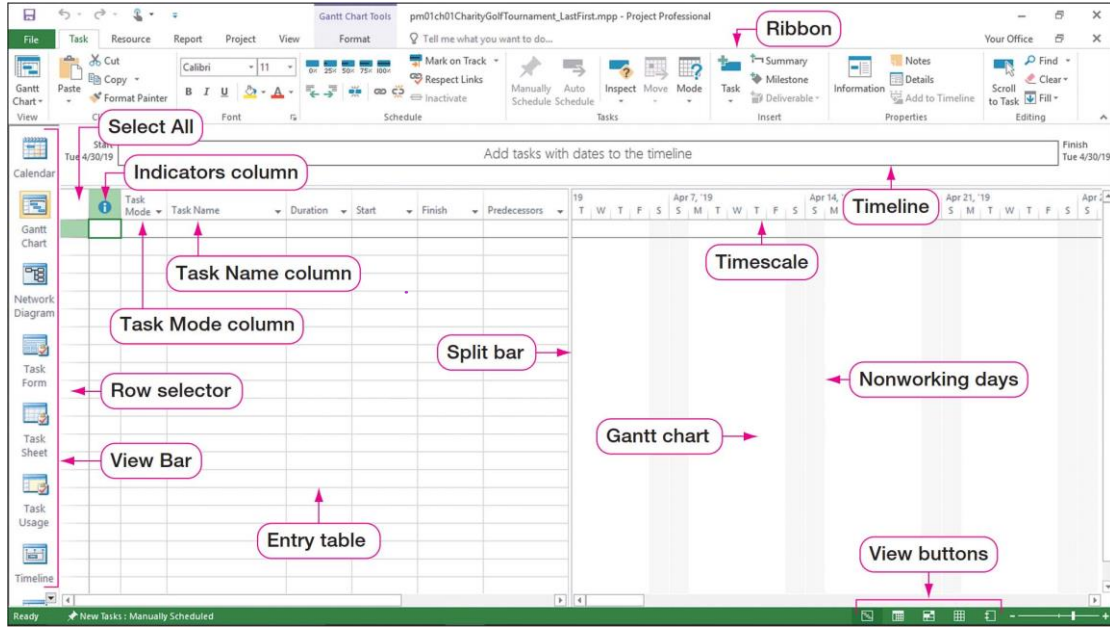 Gantt Chart Tools
pm01ch01CharityGolfTournament_LastFirst.mpp - Project Professional
File Task Resource Report Project View Format Tell me what you want to do...
Your Office
Ribbon
Gantt Chart
View
Paste
Cut
Copy
Format Painter
Calibri 11
B I U A
Font
0% 25% 50% 75% 100%
Mark on Track
Respect Links
Inactivate
Schedule
Manually Schedule
Auto Schedule
Inspect
Move
Mode
Tasks
Task
Summary
Milestone
Deliverable
Insert
Information
Notes
Details
Add to Timeline
Properties
Scroll to Task
Find
Clear
Fill
Editing
Select All
Start
Tue 4/30/19
Add tasks with dates to the timeline
Finish
Tue 4/30/19
Indicators column
Timeline
Task Mode
Task Name
Duration
Start
Finish
Predecessors
19 Apr 7, '19 Apr 14, Apr 21, '19
T W T F S S M T W T F S S M T W T F S S
Timescale
Task Name column
Task Mode column
Split bar
Row selector
Nonworking days
Gantt chart
View Bar
Entry table
View buttons
Calendar
Gantt Chart
Network Diagram
Task Form
Task Sheet
Task Usage
Timeline
Ready
New Tasks : Manually Scheduled